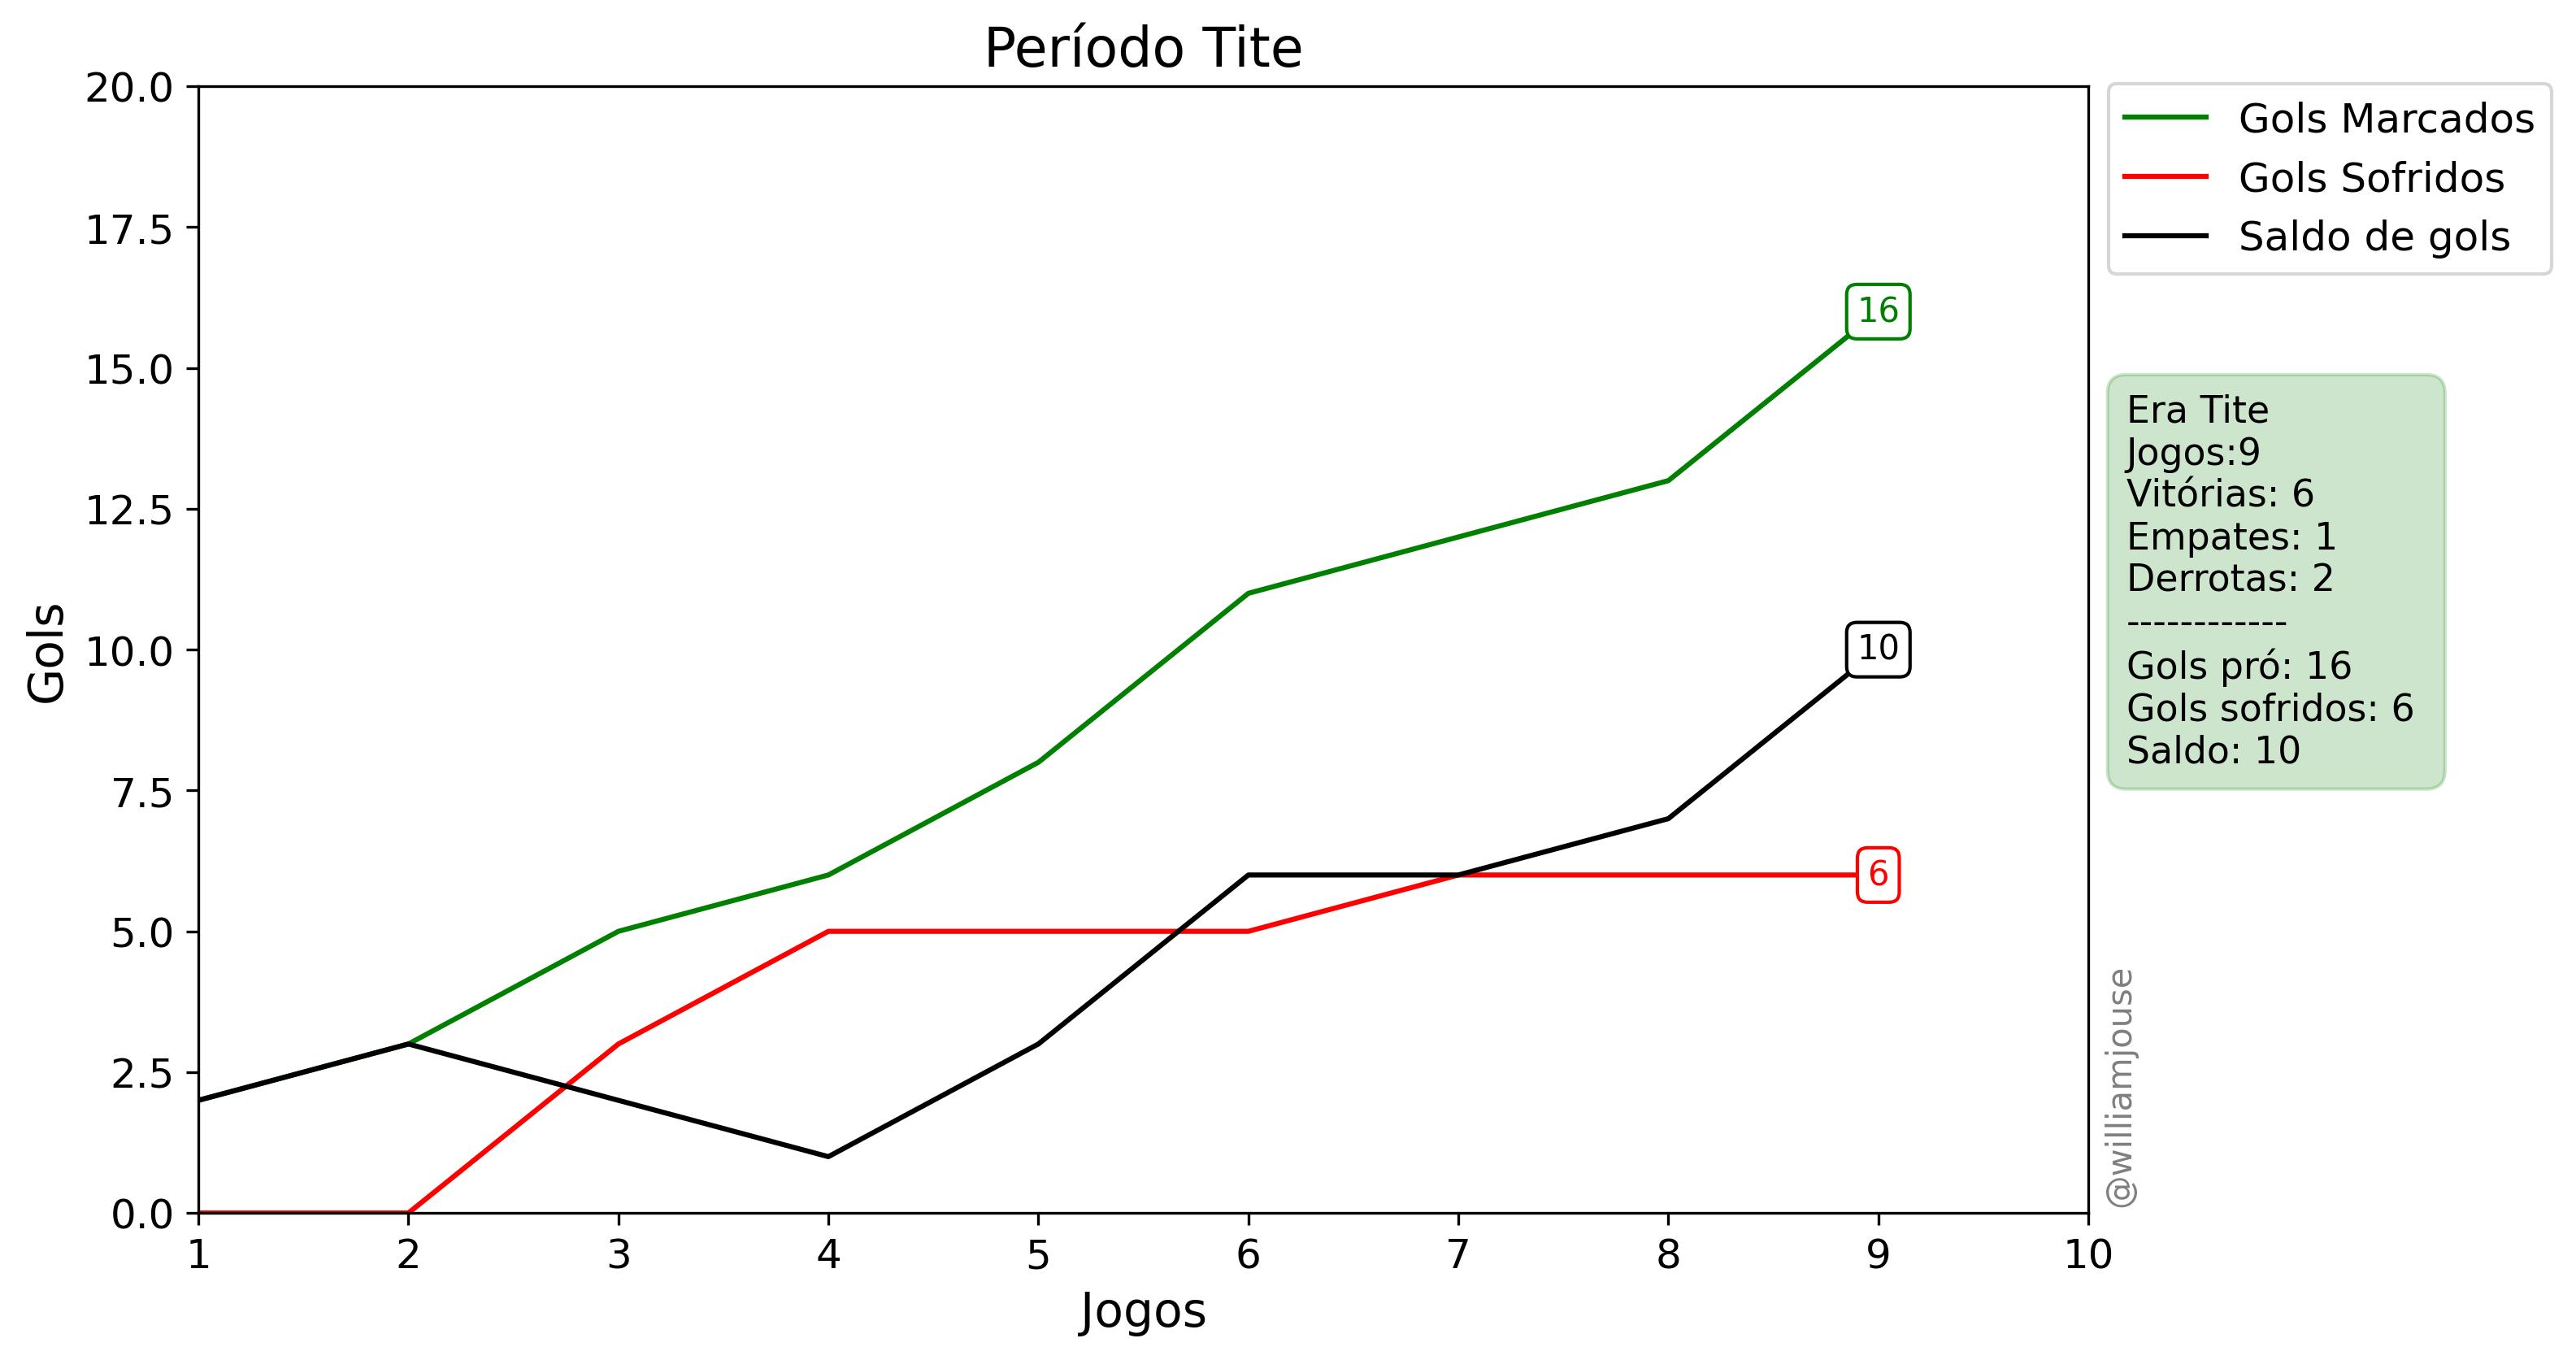 Período Tite
20.0
17.5
15.0
12.5
10.0
7.5
5.0
2.5
0.0
Gols
1 2 3 4 5 6 7 8 9 10
Jogos
16
10
6
Gols Marcados
Gols Sofridos
Saldo de gols
Era Tite
Jogos:9
Vitórias: 6
Empates: 1
Derrotas: 2
------------
Gols pró: 16
Gols sofridos: 6
Saldo: 10
@williamjouse